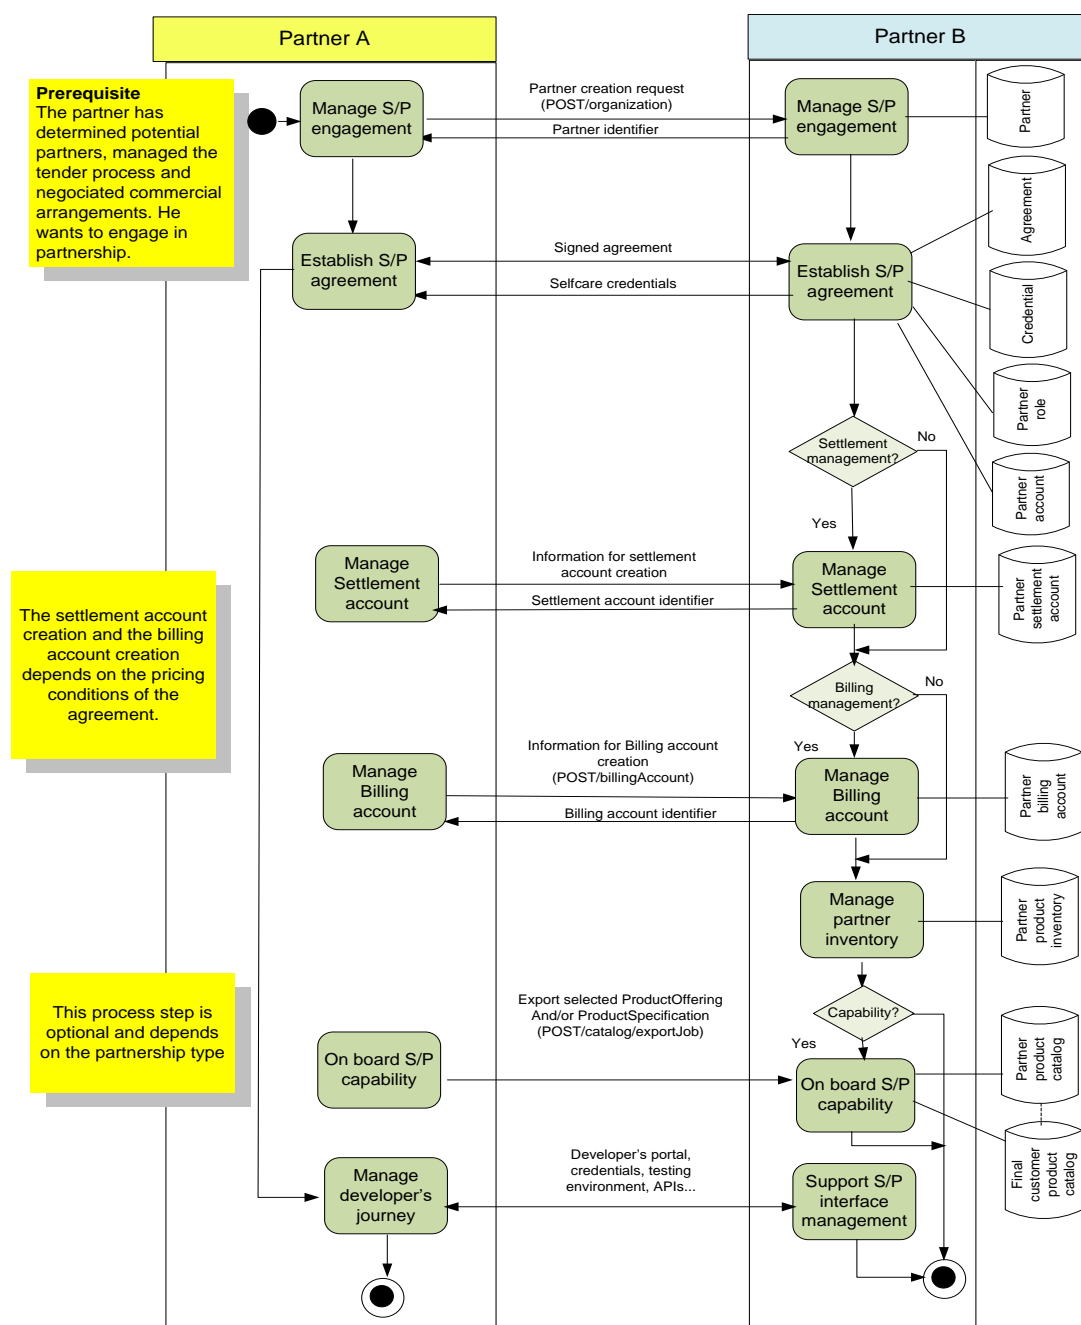 Partner A
Partner B
Prerequisite
The partner has
determined potential
partners, managed the
tender process and
negociated commercial
arrangements. He
wants to engage in
partnership.
Manage S/P
engagement
Partner creation request
(POST/organization)
Partner identifier
Manage S/P
engagement
Partner
Establish S/P
agreement
Signed agreement
Selfcare credentials
Establish S/P
agreement
Agreement
Credential
Partner
role
Partner
account
Settlement
management?
No
Yes
The settlement account
creation and the billing
account creation
depends on the pricing
conditions of the
agreement.
Manage
Settlement
account
Information for settlement
account creation
Settlement account identifier
Manage
Settlement
account
Partner
settlement
account
Billing
management?
No
Yes
Manage
Billing
account
Information for Billing account
creation
(POST/billingAccount)
Billing account identifier
Manage
Billing
account
Partner
billing
account
Manage
partner
inventory
Partner
product
inventory
This process step is
optional and depends
on the partnership type
Export selected ProductOffering
And/or ProductSpecification
(POST/catalog/exportJob)
Capability?
Yes
On board S/P
capability
On board S/P
capability
Partner
product
catalog
Final
customer
product
catalog
Manage
developer's
journey
Developer's portal,
credentials, testing
environment, APIs...
Support S/P
interface
management